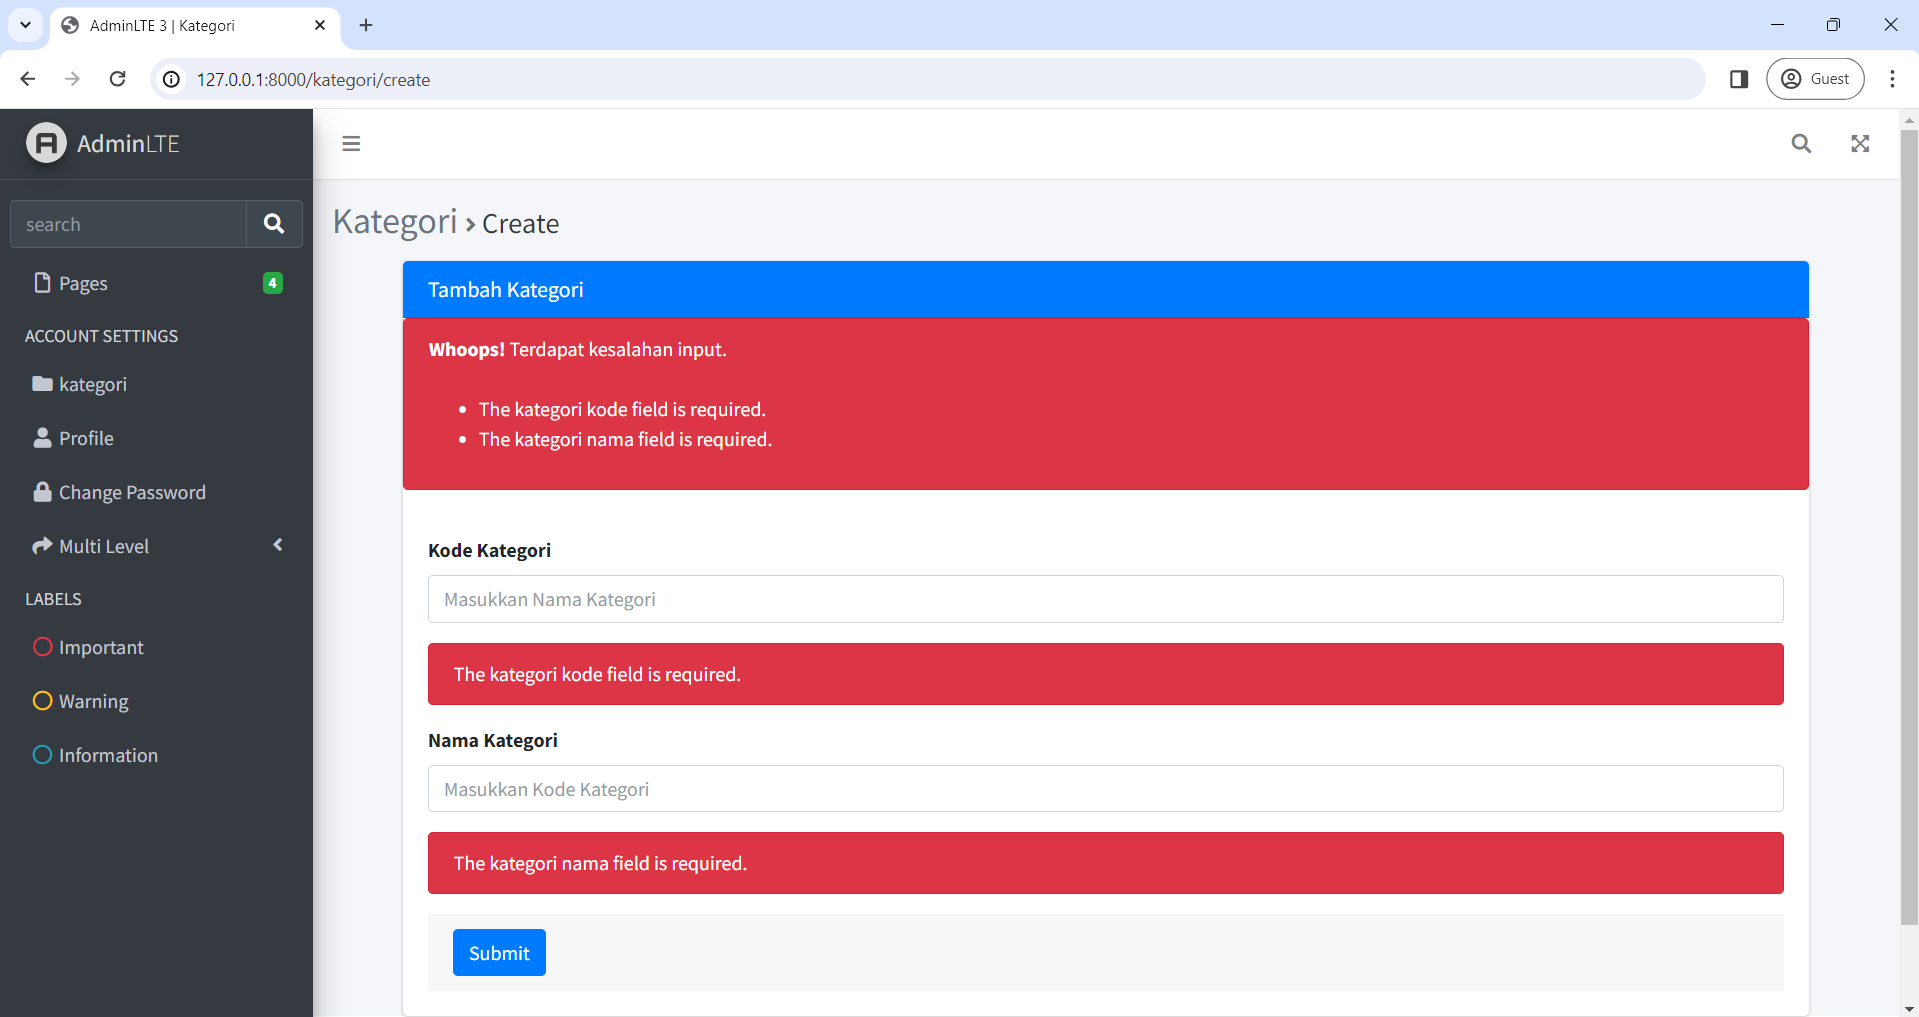 AdminLTE 3 | Kategori
127.0.0.1:8000/kategori/create
Guest
AdminLTE
search
Pages
4
ACCOUNT SETTINGS
kategori
Profile
Change Password
Multi Level
LABELS
Important
Warning
Information
Kategori › Create
Tambah Kategori
Whoops! Terdapat kesalahan input.
• The kategori kode field is required.
• The kategori nama field is required.
Kode Kategori
Masukkan Nama Kategori
The kategori kode field is required.
Nama Kategori
Masukkan Kode Kategori
The kategori nama field is required.
Submit